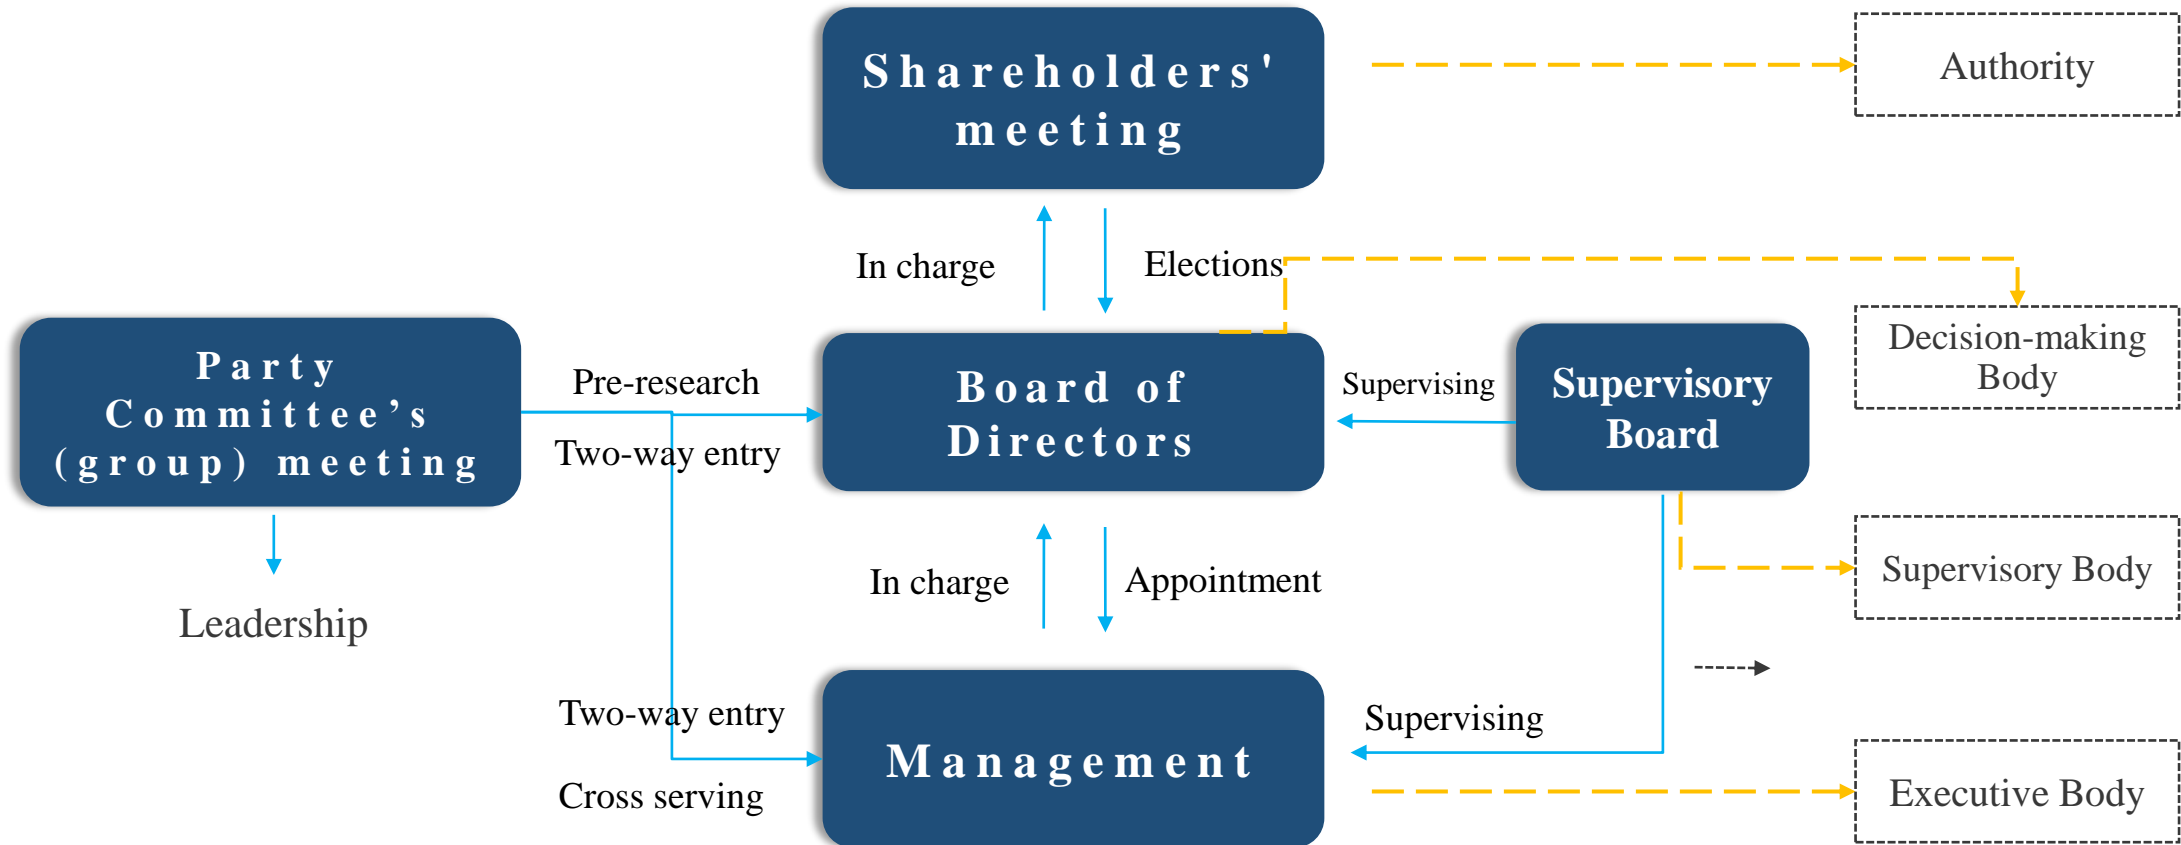 Shareholders'
meeting
Authority
In charge
Elections
Party
Committee’s
(group) meeting
Pre-research
Two-way entry
Board of
Directors
Supervising
Supervisory
Board
Decision-making
Body
Leadership
In charge
Appointment
Supervisory Body
Two-way entry
Cross serving
Management
Supervising
Executive Body